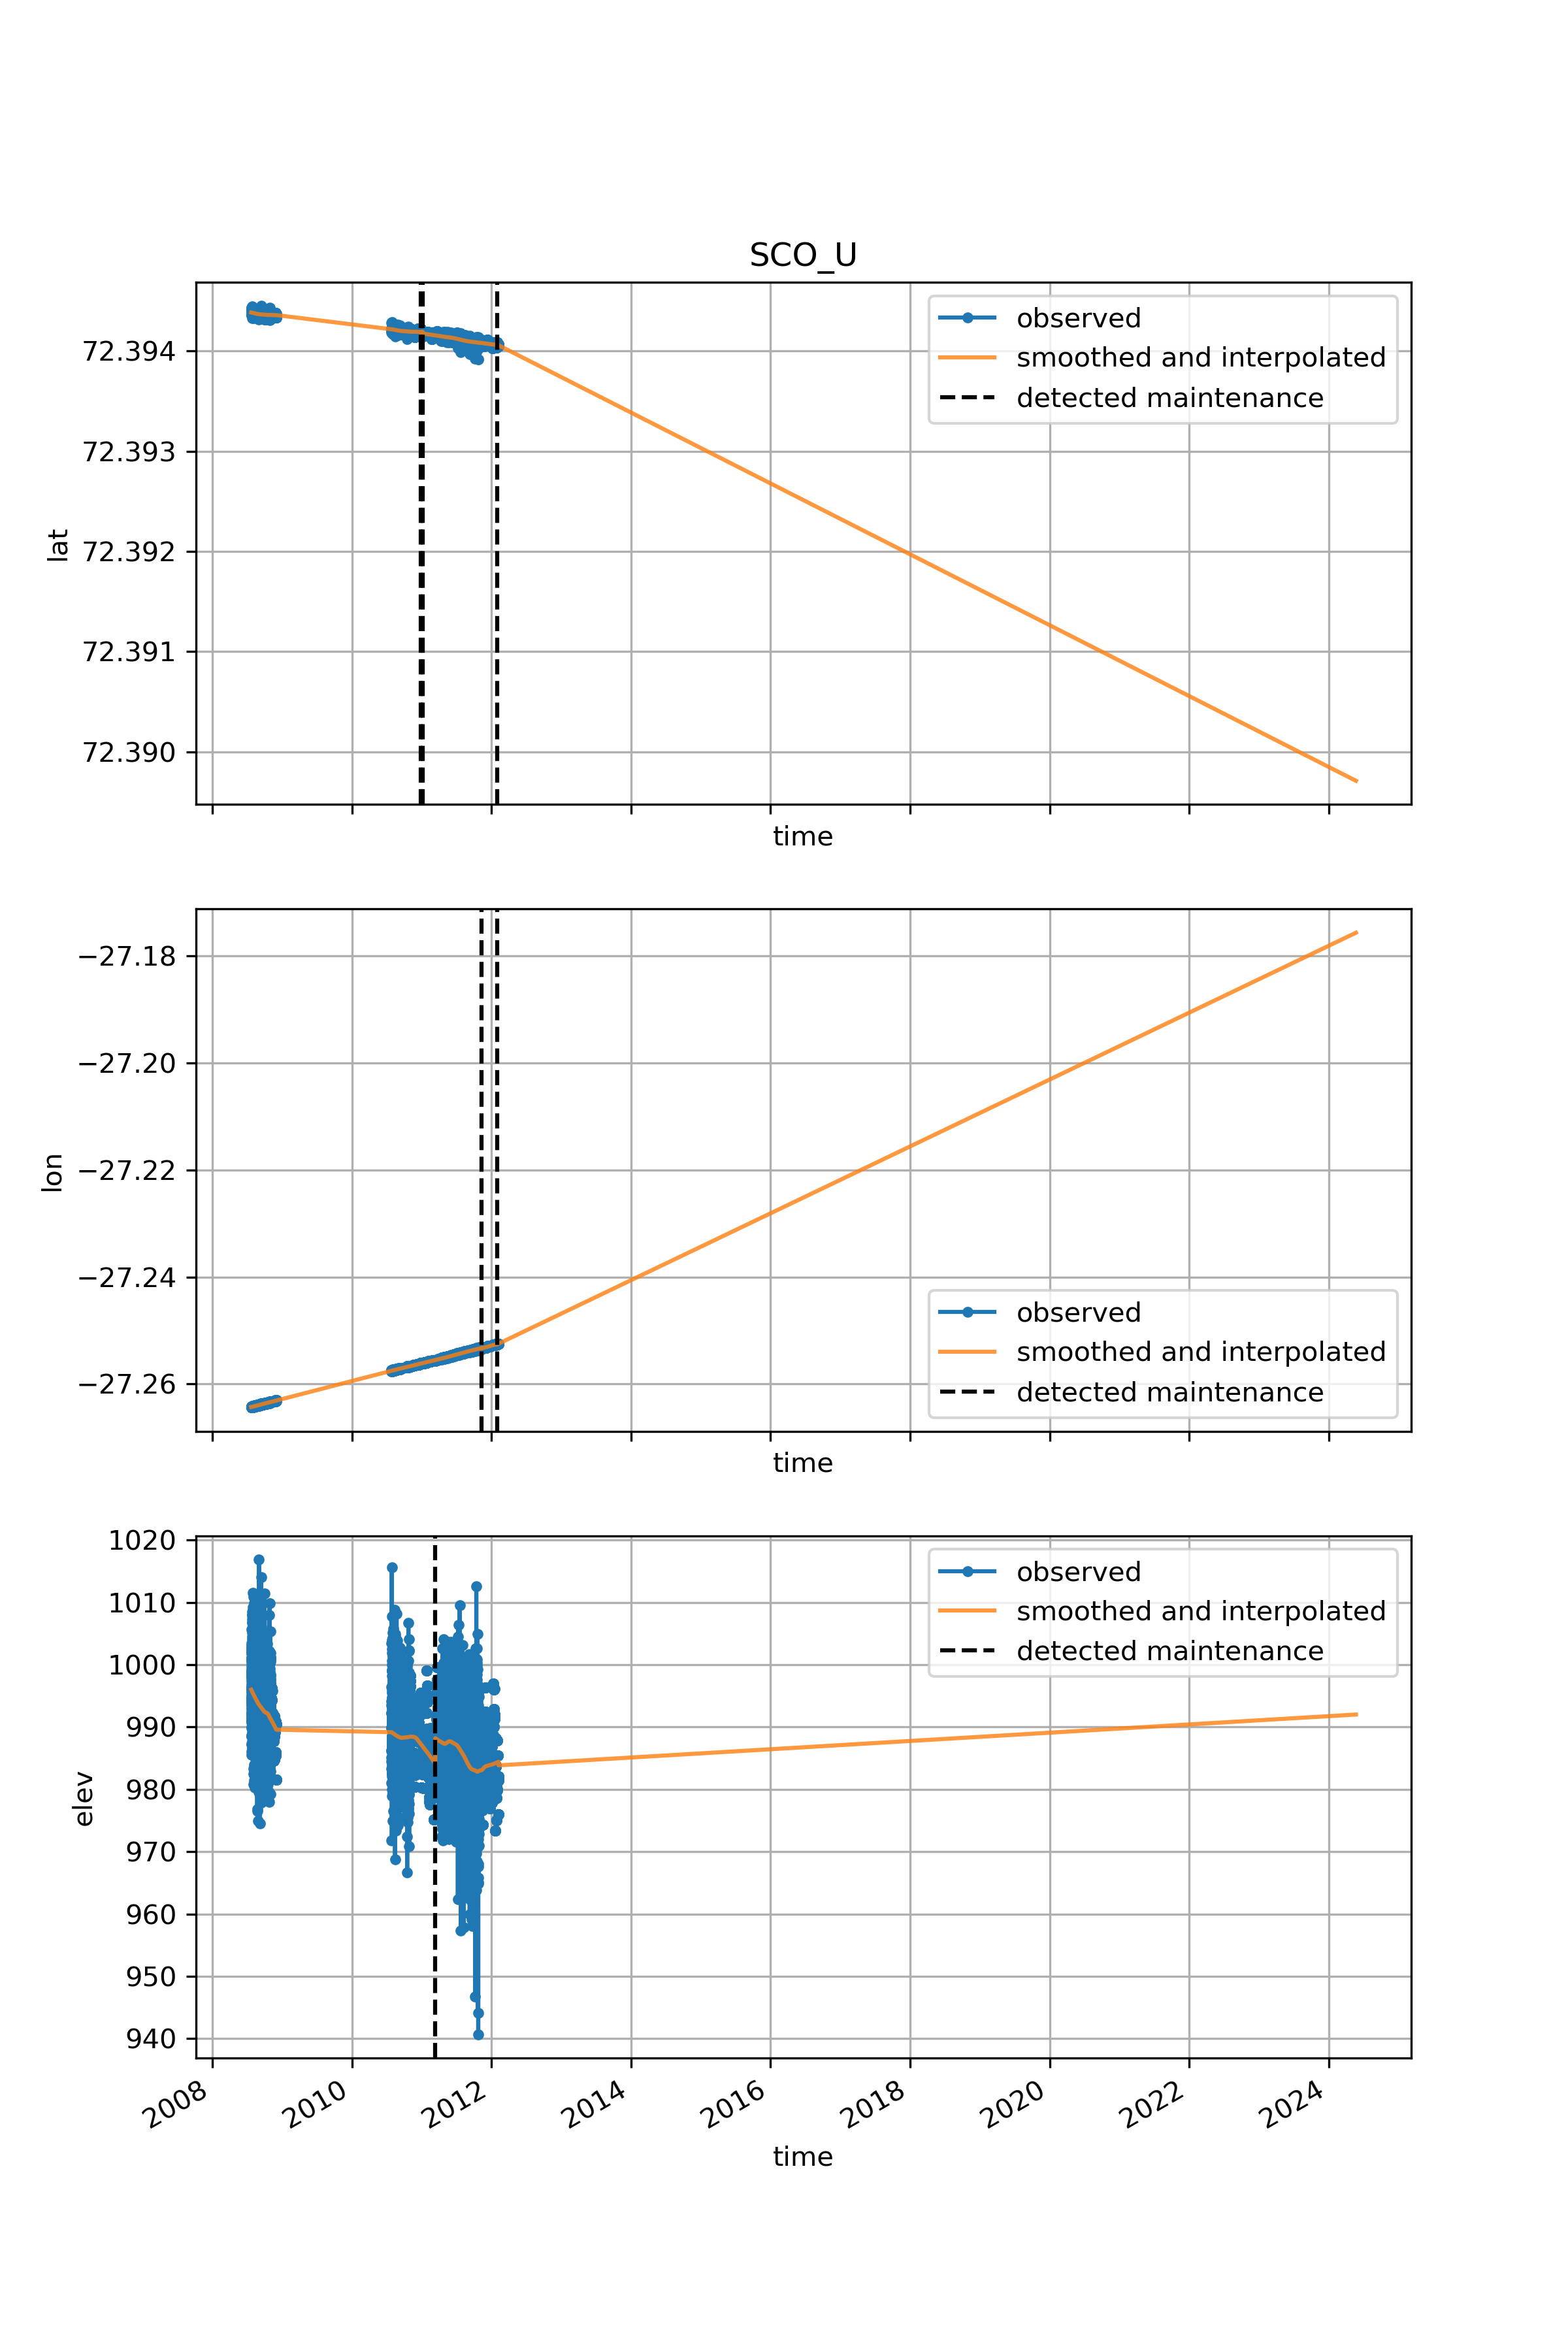 SCO_U
observed
smoothed and interpolated
detected maintenance
72.394
72.393
72.392
72.391
72.390
lat
time
−27.18
−27.20
−27.22
−27.24
−27.26
lon
observed
smoothed and interpolated
detected maintenance
time
1020
1010
1000
990
980
970
960
950
940
elev
observed
smoothed and interpolated
detected maintenance
2008 2010 2012 2014 2016 2018 2020 2022 2024
time